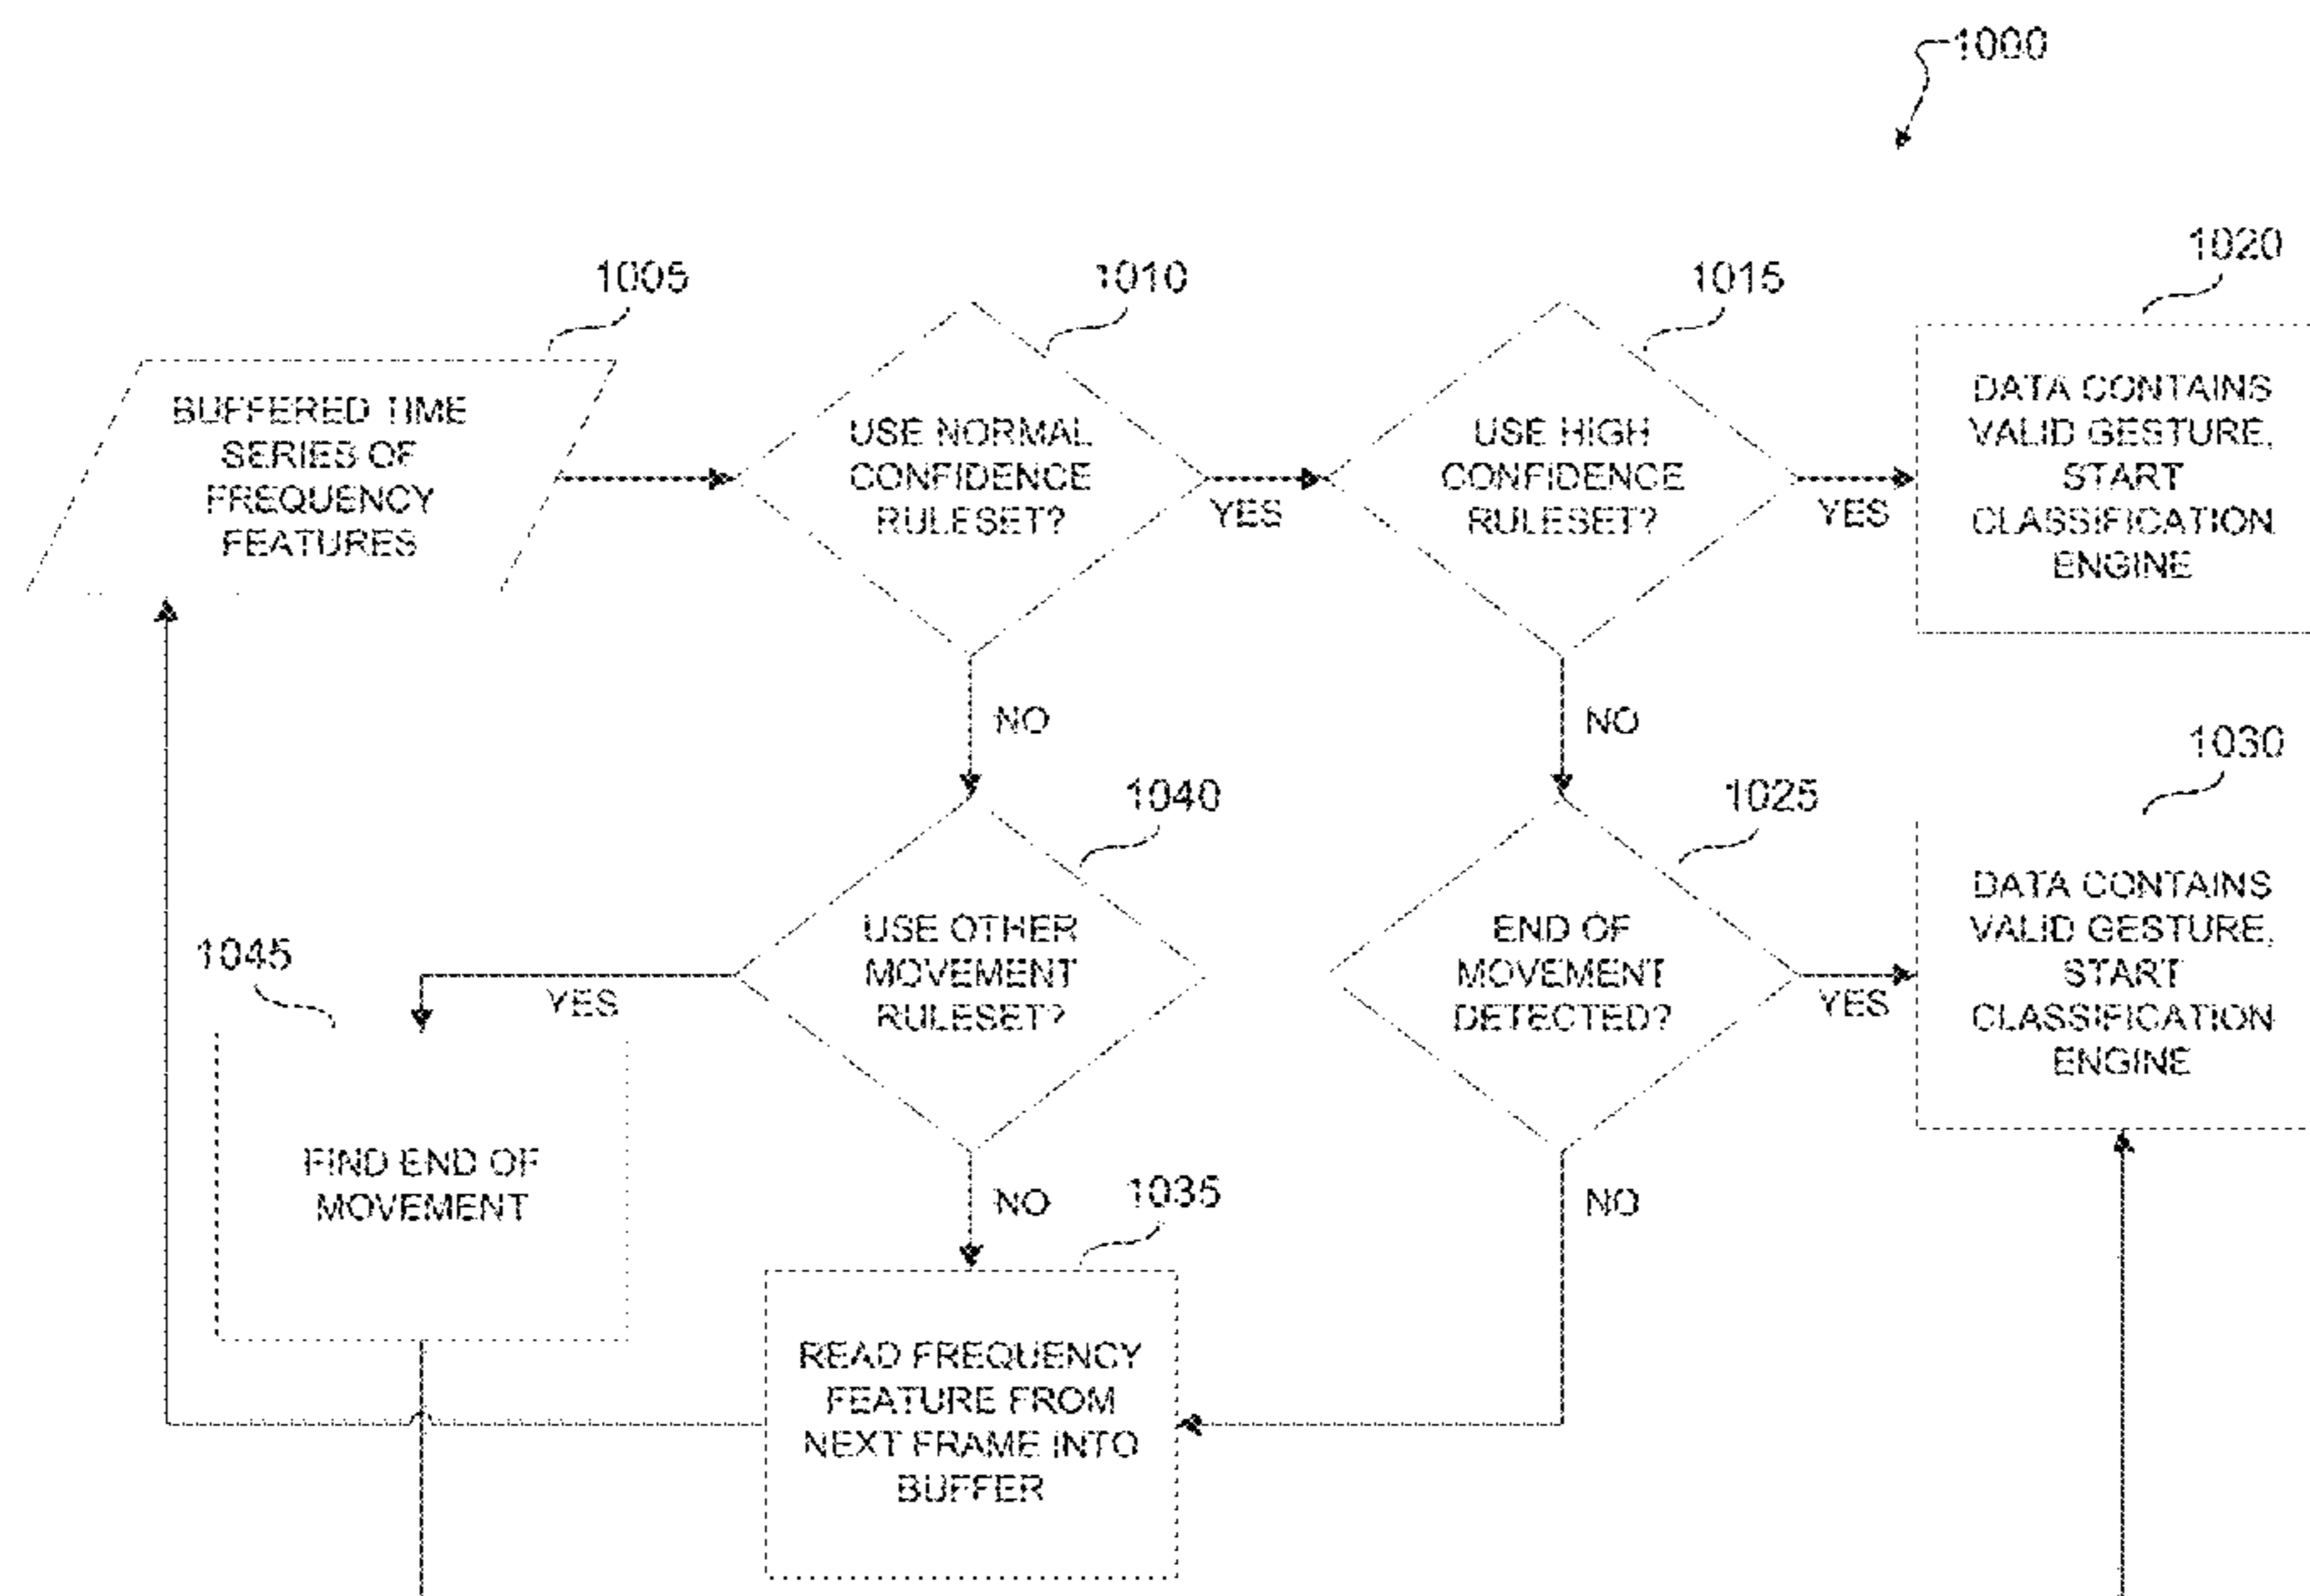 1000
1005
BUFFERED TIME
SERIES OF
FREQUENCY
FEATURES
1010
USE NORMAL
CONFIDENCE
RULESET?
YES
NO
1015
USE HIGH
CONFIDENCE
RULESET?
YES
NO
1020
DATA CONTAINS
VALID GESTURE,
START
CLASSIFICATION
ENGINE
1040
USE OTHER
MOVEMENT
RULESET?
YES
NO
1025
END OF
MOVEMENT
DETECTED?
YES
NO
1030
DATA CONTAINS
VALID GESTURE,
START
CLASSIFICATION
ENGINE
1045
FIND END OF
MOVEMENT
1035
READ FREQUENCY
FEATURE FROM
NEXT FRAME INTO
BUFFER